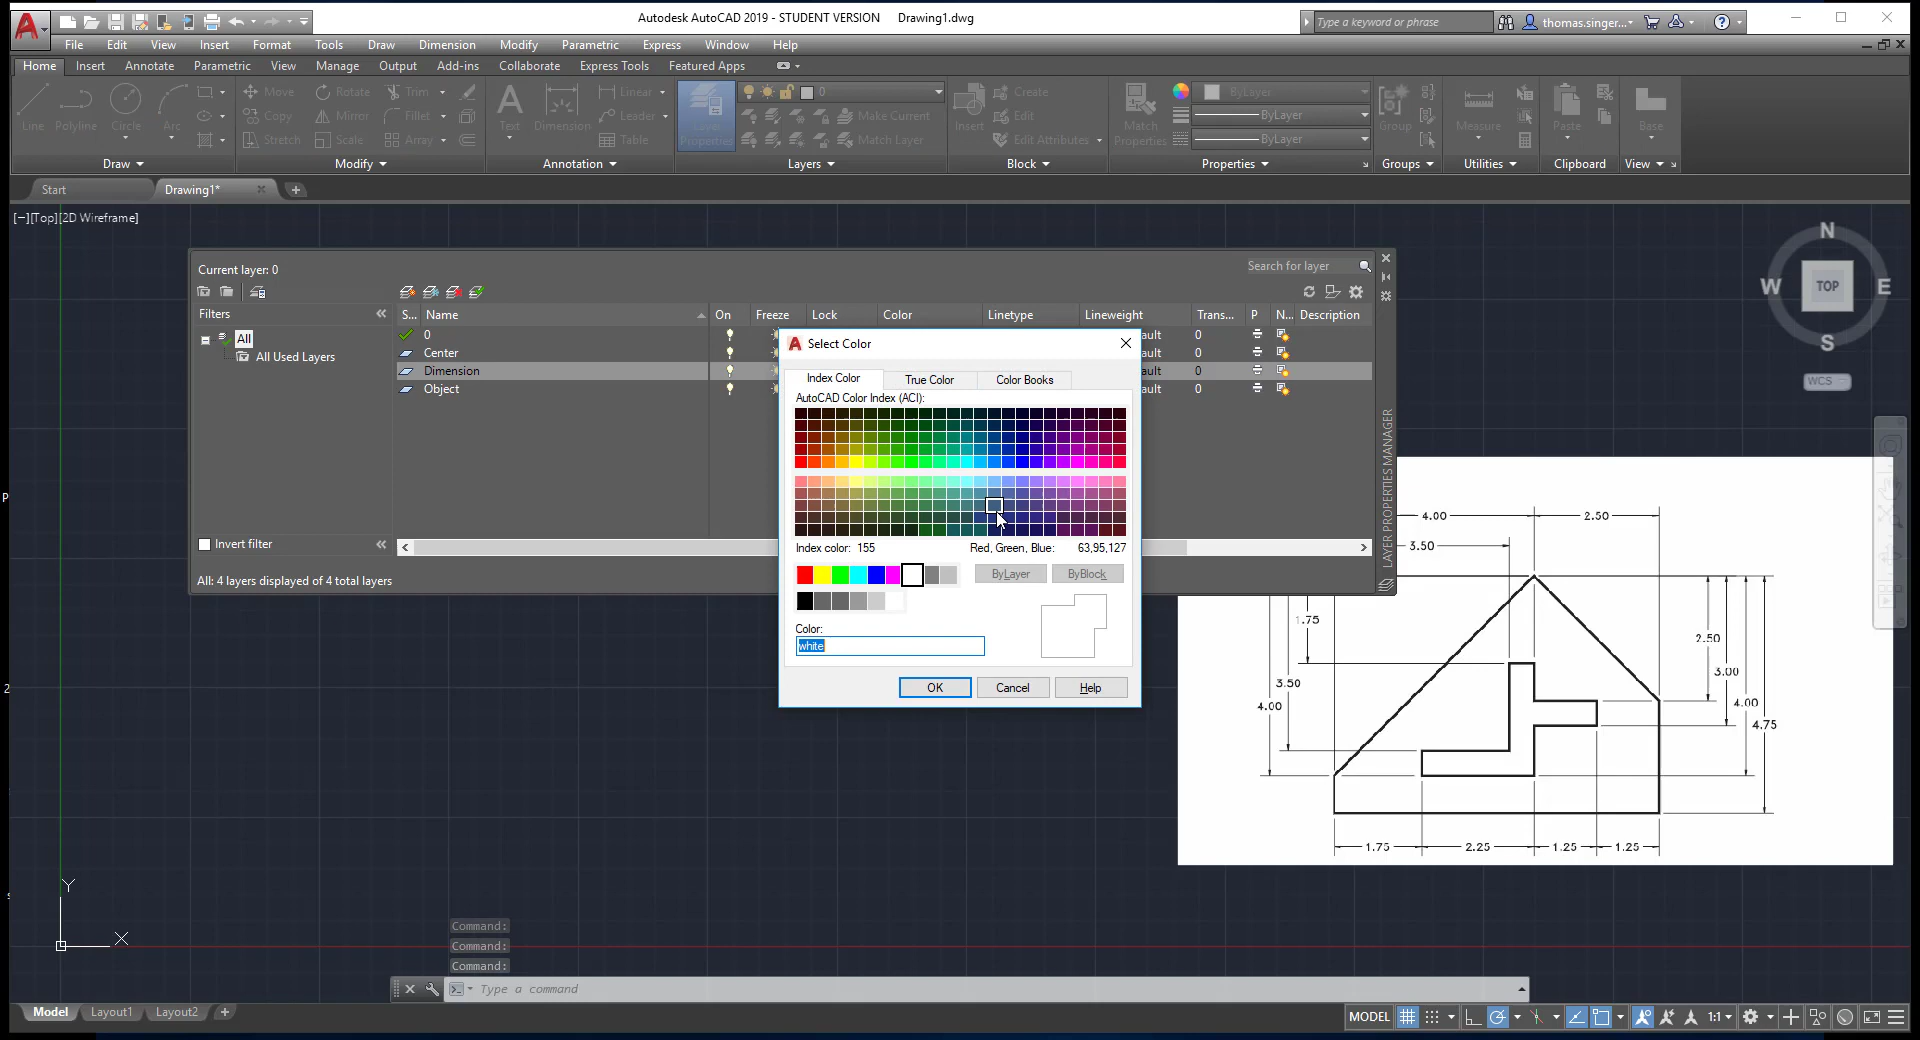 Autodesk AutoCAD 2019 - STUDENT VERSION Drawing1.dwg
Type a keyword or phrase
thomas.singer...
File Edit View Insert Format Tools Draw Dimension Modify Parametric Express Window Help
Home Insert Annotate Parametric View Manage Output Add-ins Collaborate Express Tools Featured Apps
Line Polyline Circle Arc
Move Rotate Trim
Copy Mirror Fillet
Stretch Scale Array
Text Dimension
Linear
Leader
Table
Layer Properties
0
Make Current
Match Layer
Insert
Create
Edit
Edit Attributes
Match Properties
ByLayer
ByLayer
ByLayer
Group Measure Paste Base
Draw Modify Annotation Layers Block Properties Groups Utilities Clipboard View
Start Drawing1*
[−][Top][2D Wireframe]
N
W TOP E
S
WCS
Current layer: 0
Search for layer
Filters
S... Name On Freeze Lock Color Linetype Lineweight Trans... P N... Description
All
All Used Layers
0 ault 0
Center ault 0
Dimension ault 0
Object ault 0
Invert filter
All: 4 layers displayed of 4 total layers
LAYER PROPERTIES MANAGER
Select Color
Index Color True Color Color Books
AutoCAD Color Index (ACI):
Index color: 155 Red, Green, Blue: 63,95,127
ByLayer ByBlock
Color:
white
OK Cancel Help
4.00 2.50
3.50
1.75
2.50
3.00
3.50
4.00
4.00
4.75
1.75 2.25 1.25 1.25
P
2
s
Y
X
Command:
Command:
Command:
Type a command
Model Layout1 Layout2
MODEL 1:1